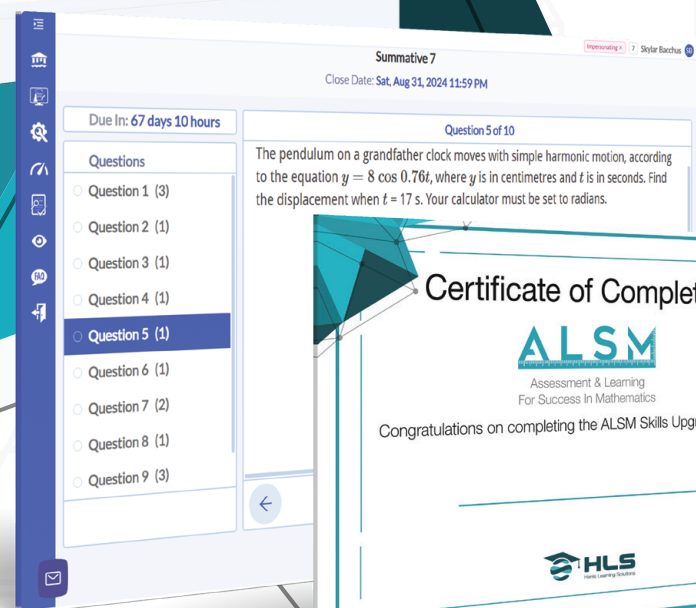 Summative 7
Impersonating × 7 Skylar Bacchus
Close Date: Sat, Aug 31, 2024 11:59 PM
Due In: 67 days 10 hours
Questions
Question 1 (3)
Question 2 (1)
Question 3 (1)
Question 4 (1)
Question 5 (1)
Question 6 (1)
Question 7 (2)
Question 8 (1)
Question 9 (3)
FAQ
Question 5 of 10
The pendulum on a grandfather clock moves with simple harmonic motion, according
to the equation y = 8 cos 0.76t, where y is in centimetres and t is in seconds. Find
the displacement when t = 17 s. Your calculator must be set to radians.
Certificate of Complet
ALSM
Assessment & Learning
For Success In Mathematics
Congratulations on completing the ALSM Skills Upgr
HLS
Harris Learning Solutions